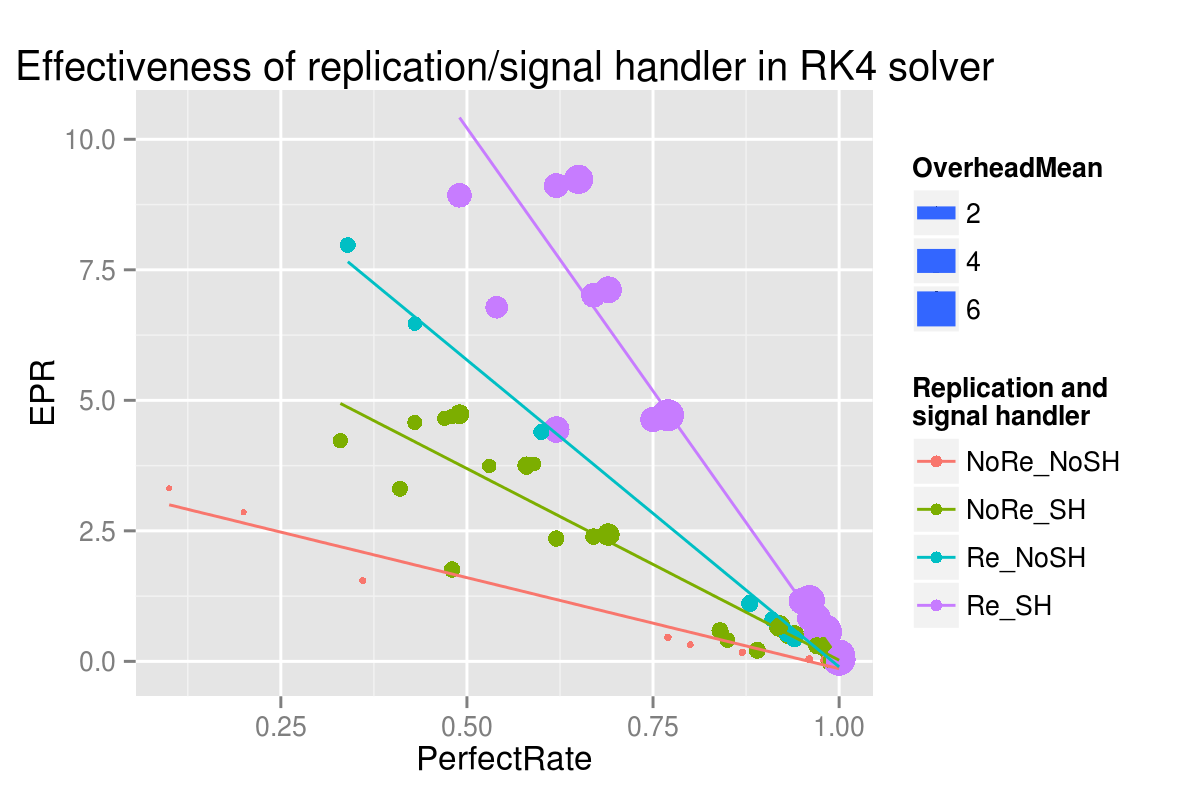 Effectiveness of replication/signal handler in RK4 solver
10.0
7.5
5.0
2.5
0.0
EPR
0.25 0.50 0.75 1.00
PerfectRate
OverheadMean
2
4
6
Replication and
signal handler
NoRe_NoSH
NoRe_SH
Re_NoSH
Re_SH